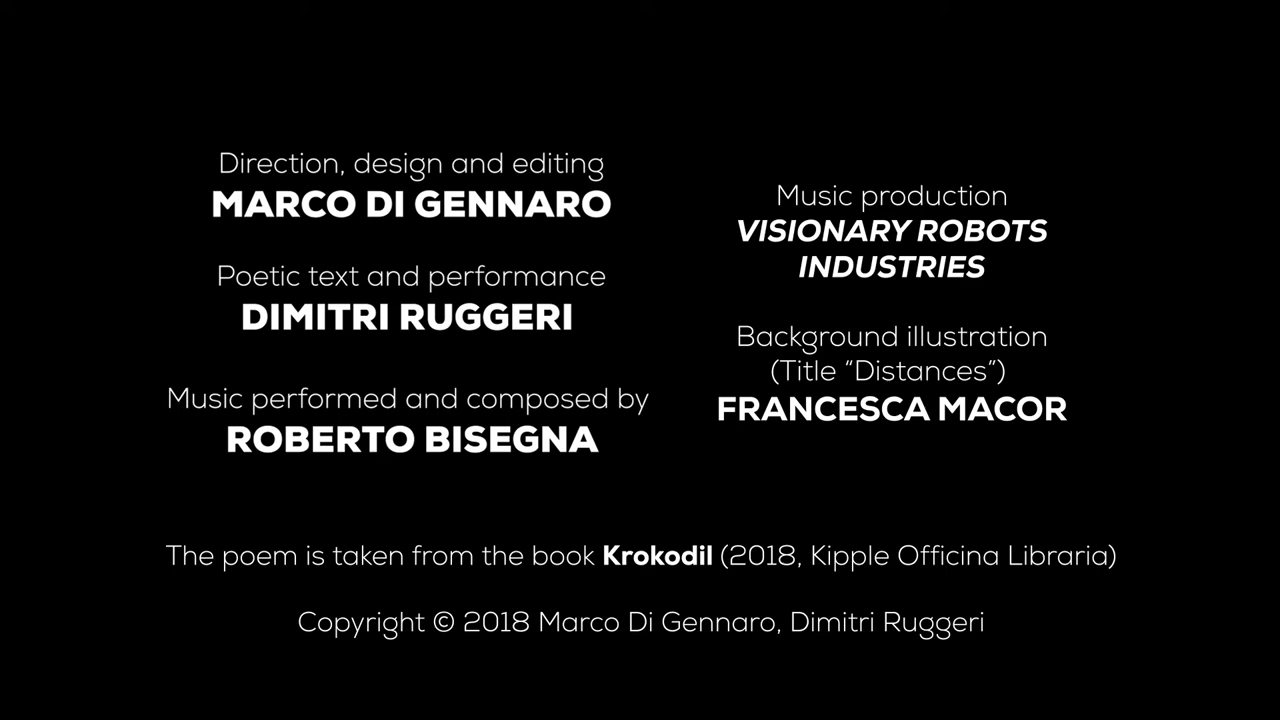 Direction, design and editing
MARCO DI GENNARO
Poetic text and performance
DIMITRI RUGGERI
Music performed and composed by
ROBERTO BISEGNA
Music production
VISIONARY ROBOTS
INDUSTRIES
Background illustration
(Title “Distances”)
FRANCESCA MACOR
The poem is taken from the book Krokodil (2018, Kipple Officina Libraria)
Copyright © 2018 Marco Di Gennaro, Dimitri Ruggeri